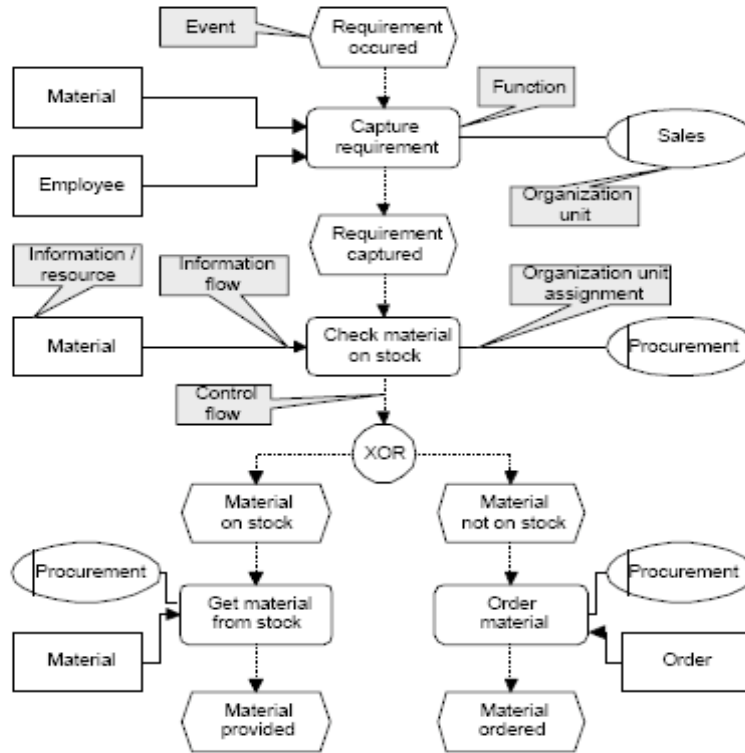 Event
Requirement
occured
Material
Function
Capture
requirement
Sales
Employee
Organization
unit
Requirement
captured
Information /
resource
Information
flow
Organization unit
assignment
Material
Check material
on stock
Procurement
Control
flow
XOR
Material
on stock
Material
not on stock
Procurement
Get material
from stock
Order
material
Procurement
Material
Order
Material
provided
Material
ordered